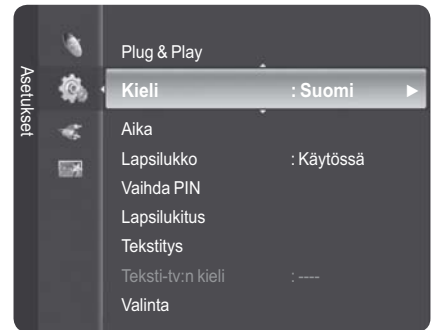 Asetukset
Plug & Play
Kieli : Suomi
Aika
Lapsilukko : Käytössä
Vaihda PIN
Lapsilukitus
Tekstitys
Teksti-tv:n kieli : ----
Valinta